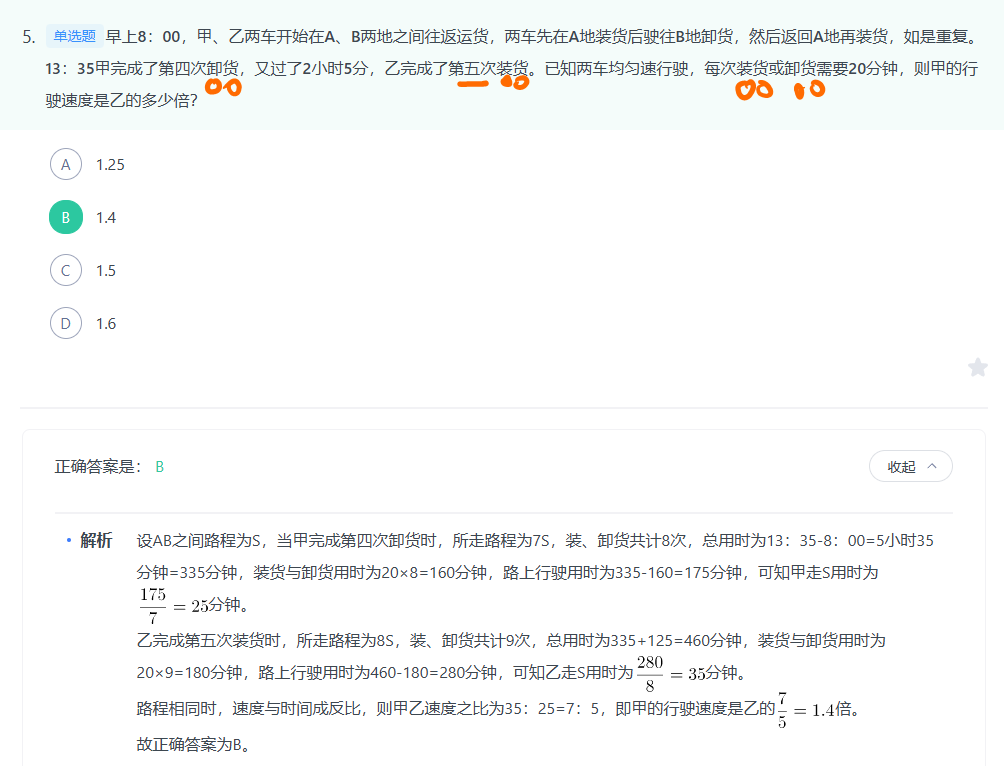 5. 单选题 早上8：00，甲、乙两车开始在A、B两地之间往返运货，两车先在A地装货后驶往B地卸货，然后返回A地再装货，如是重复。
13：35甲完成了第四次卸货，又过了2小时5分，乙完成了第五次装货。已知两车均匀速行驶，每次装货或卸货需要20分钟，则甲的行
驶速度是乙的多少倍？
A 1.25
B 1.4
C 1.5
D 1.6
正确答案是： B
收起
• 解析 设AB之间路程为S，当甲完成第四次卸货时，所走路程为7S，装、卸货共计8次，总用时为13：35-8：00=5小时35
分钟=335分钟，装货与卸货用时为20×8=160分钟，路上行驶用时为335-160=175分钟，可知甲走S用时为
175/7 = 25分钟。
乙完成第五次装货时，所走路程为8S，装、卸货共计9次，总用时为335+125=460分钟，装货与卸货用时为
20×9=180分钟，路上行驶用时为460-180=280分钟，可知乙走S用时为280/8 = 35分钟。
路程相同时，速度与时间成反比，则甲乙速度之比为35：25=7：5，即甲的行驶速度是乙的7/5 = 1.4倍。
故正确答案为B。